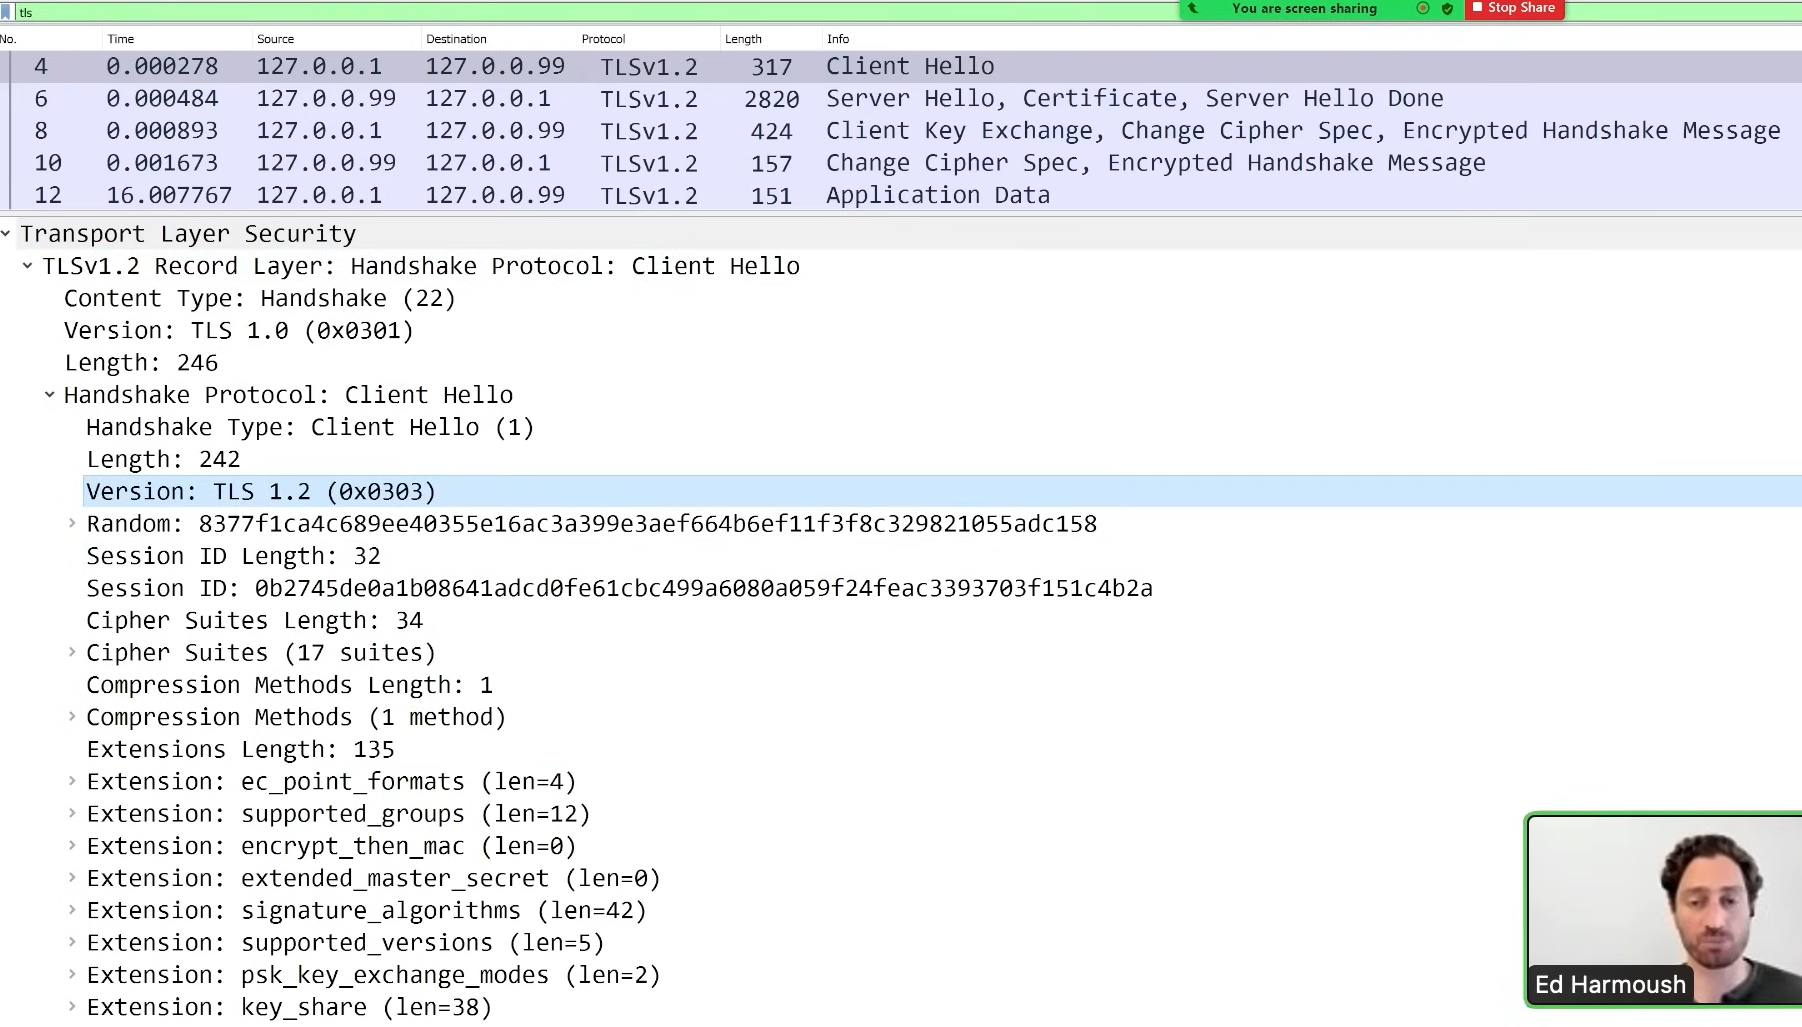 tls
You are screen sharing
Stop Share
No. Time Source Destination Protocol Length Info
4 0.000278 127.0.0.1 127.0.0.99 TLSv1.2 317 Client Hello
6 0.000484 127.0.0.99 127.0.0.1 TLSv1.2 2820 Server Hello, Certificate, Server Hello Done
8 0.000893 127.0.0.1 127.0.0.99 TLSv1.2 424 Client Key Exchange, Change Cipher Spec, Encrypted Handshake Message
10 0.001673 127.0.0.99 127.0.0.1 TLSv1.2 157 Change Cipher Spec, Encrypted Handshake Message
12 16.007767 127.0.0.1 127.0.0.99 TLSv1.2 151 Application Data
Transport Layer Security
TLSv1.2 Record Layer: Handshake Protocol: Client Hello
Content Type: Handshake (22)
Version: TLS 1.0 (0x0301)
Length: 246
Handshake Protocol: Client Hello
Handshake Type: Client Hello (1)
Length: 242
Version: TLS 1.2 (0x0303)
Random: 8377f1ca4c689ee40355e16ac3a399e3aef664b6ef11f3f8c329821055adc158
Session ID Length: 32
Session ID: 0b2745de0a1b08641adcd0fe61cbc499a6080a059f24feac3393703f151c4b2a
Cipher Suites Length: 34
Cipher Suites (17 suites)
Compression Methods Length: 1
Compression Methods (1 method)
Extensions Length: 135
Extension: ec_point_formats (len=4)
Extension: supported_groups (len=12)
Extension: encrypt_then_mac (len=0)
Extension: extended_master_secret (len=0)
Extension: signature_algorithms (len=42)
Extension: supported_versions (len=5)
Extension: psk_key_exchange_modes (len=2)
Extension: key_share (len=38)
Ed Harmoush